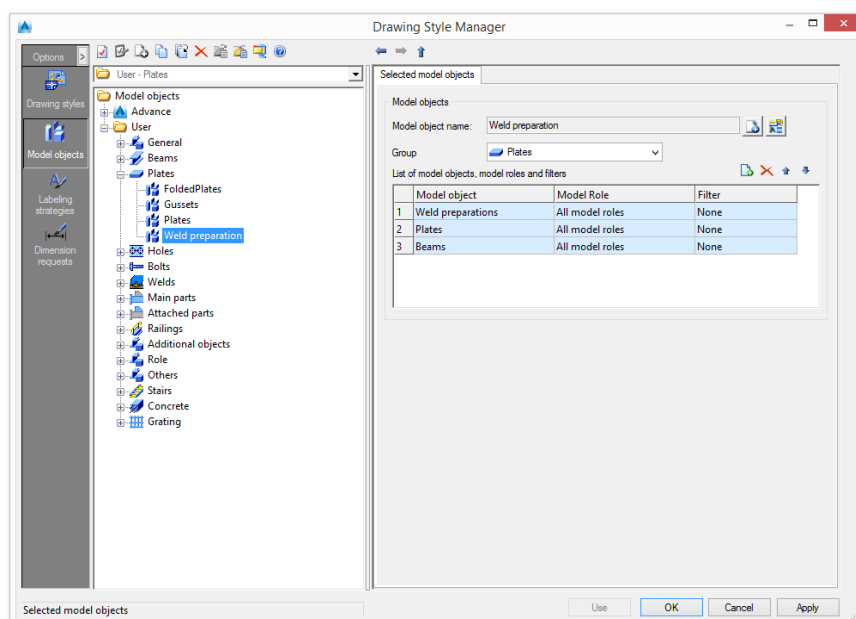 Drawing Style Manager
Options
Drawing styles
Model objects
Labeling
strategies
Dimension
requests
User - Plates
Model objects
Advance
User
General
Beams
Plates
FoldedPlates
Gussets
Plates
Weld preparation
Holes
Bolts
Welds
Main parts
Attached parts
Railings
Additional objects
Role
Others
Stairs
Concrete
Grating
Selected model objects
Model objects
Model object name: Weld preparation
Group Plates
List of model objects, model roles and filters
Model object Model Role Filter
1 Weld preparations All model roles None
2 Plates All model roles None
3 Beams All model roles None
Selected model objects
Use OK Cancel Apply